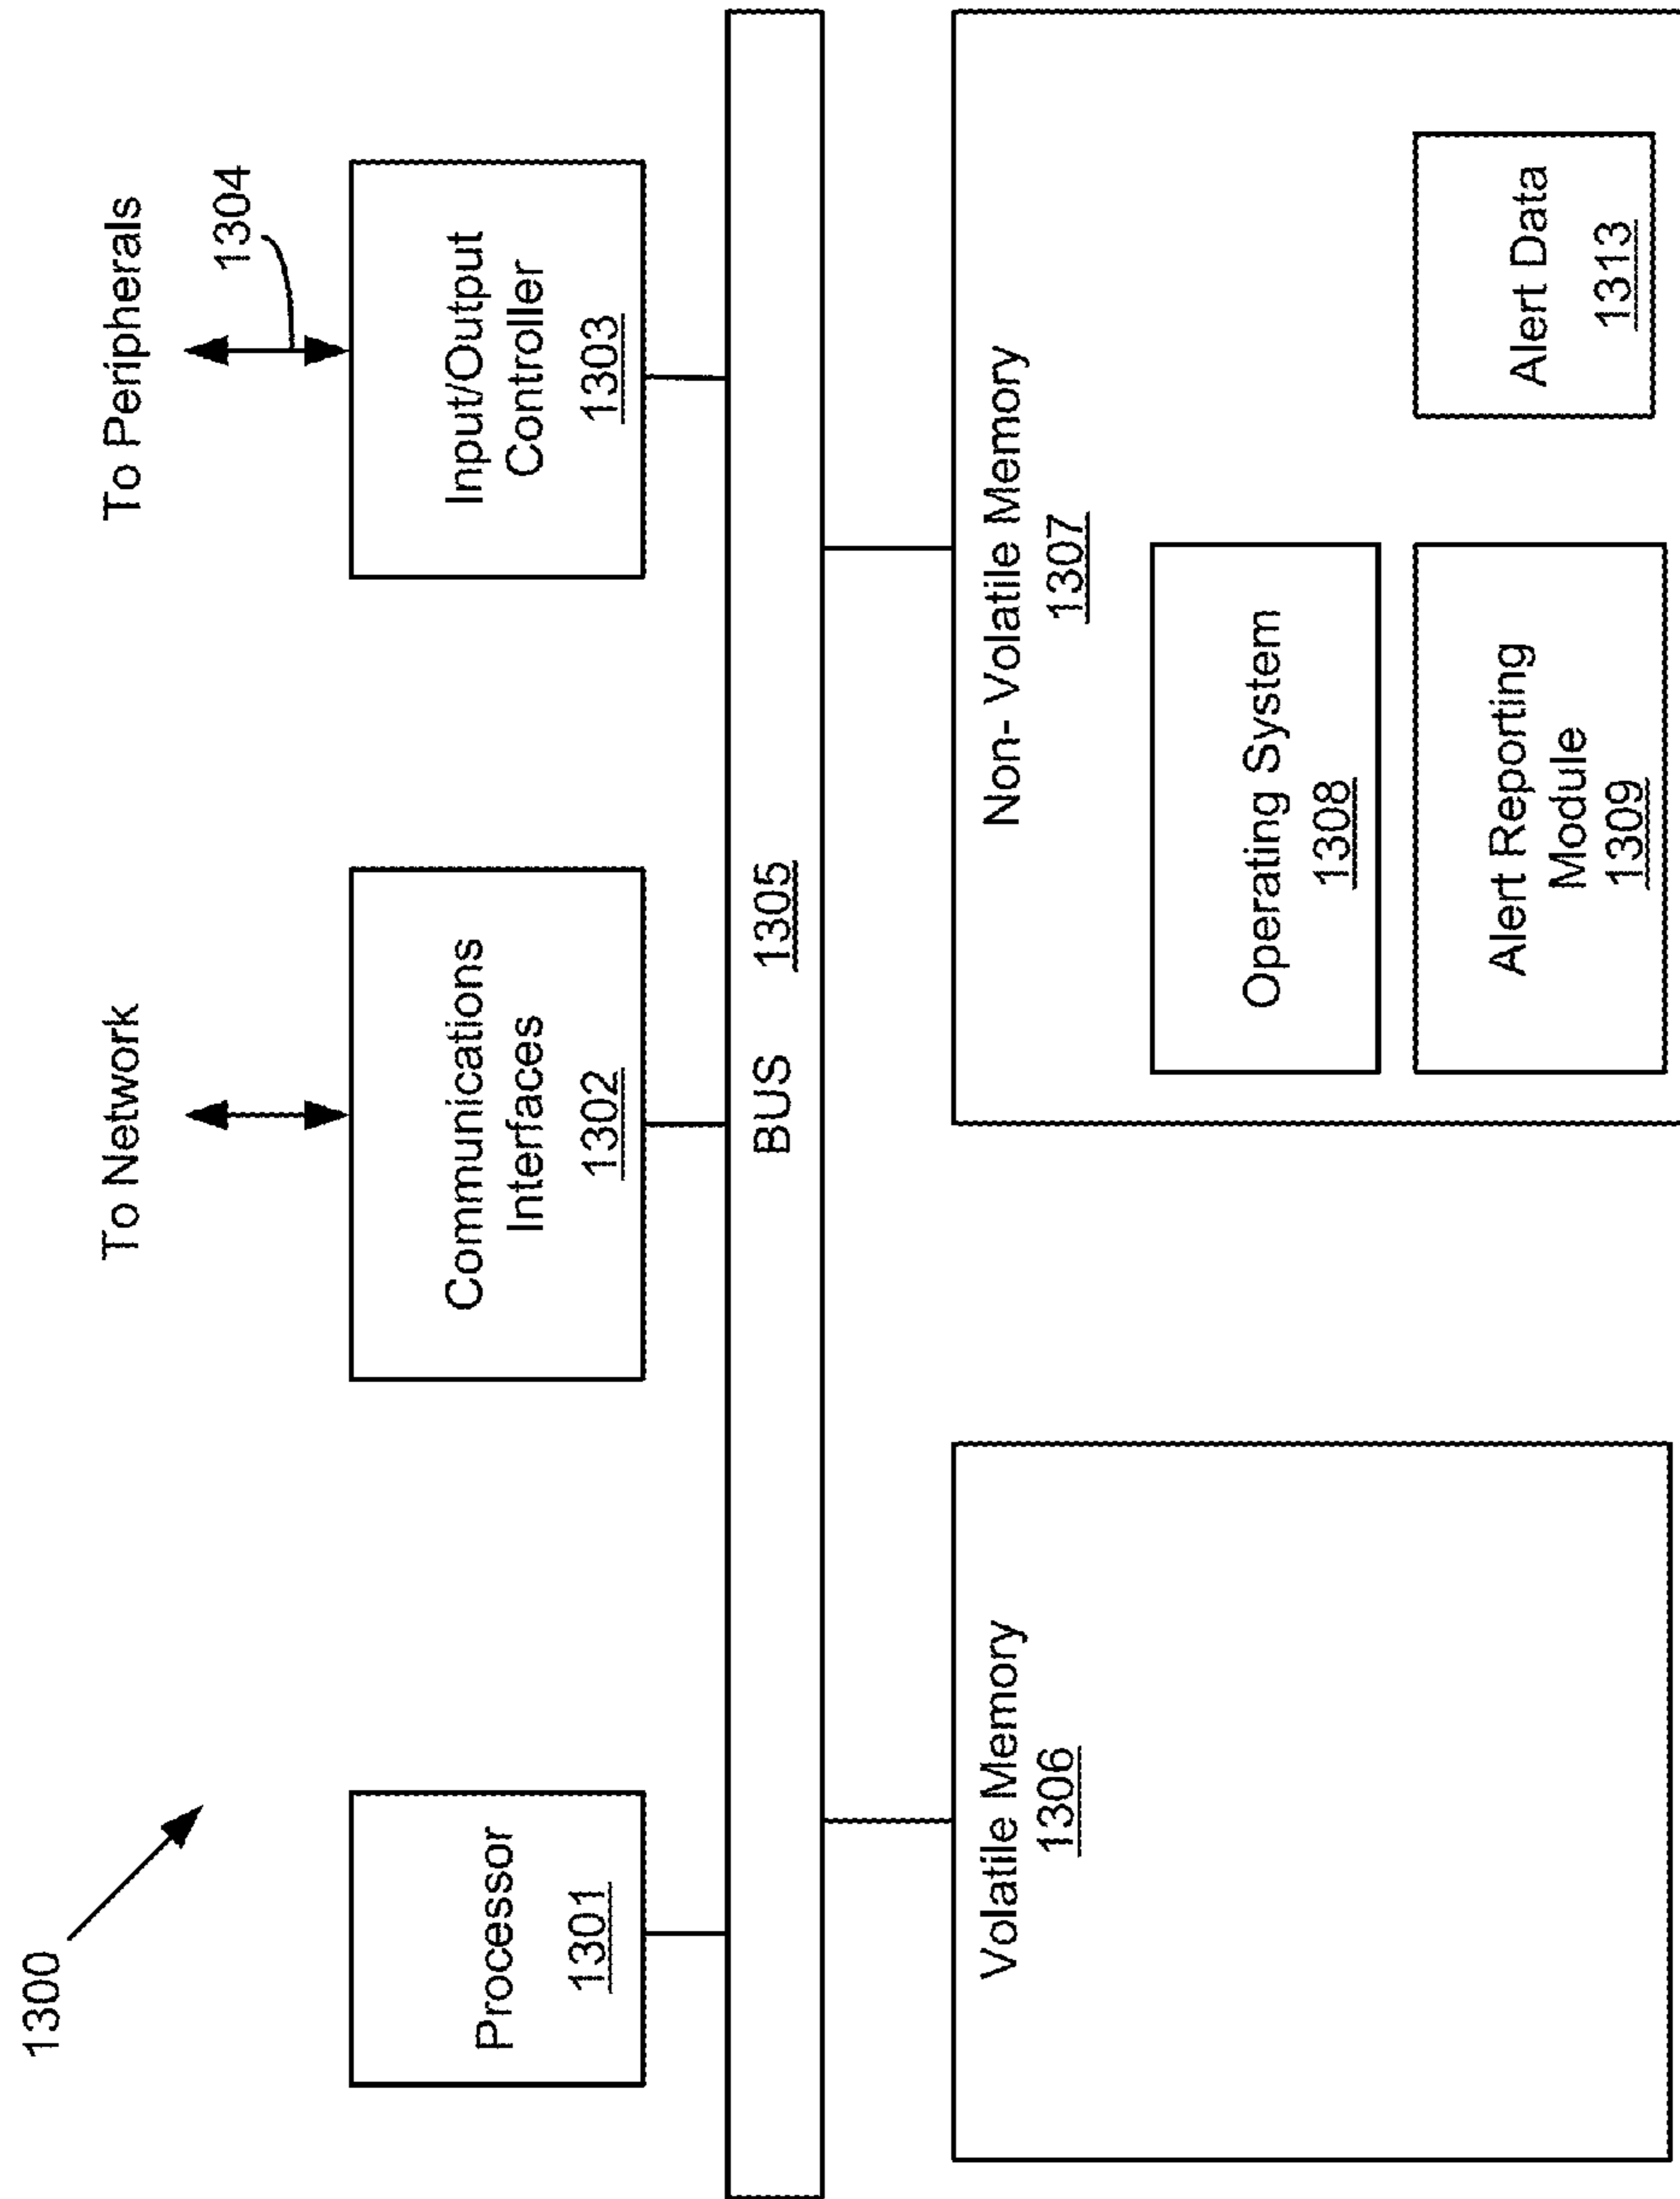 1300
To Network
To Peripherals
1304
Processor
1301
Communications
Interfaces
1302
Input/Output
Controller
1303
BUS 1305
Volatile Memory
1306
Non- Volatile Memory
1307
Operating System
1308
Alert Reporting
Module
1309
Alert Data
1313